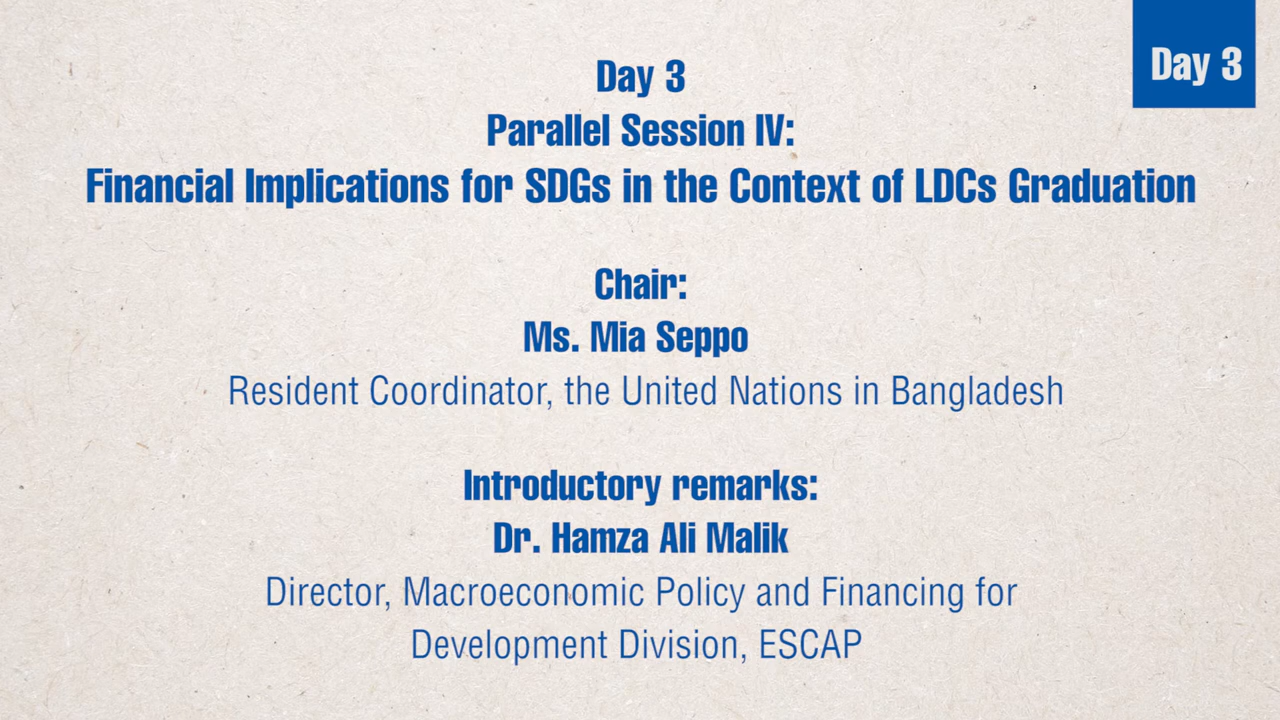 Day 3
Day 3
Parallel Session IV:
Financial Implications for SDGs in the Context of LDCs Graduation
Chair:
Ms. Mia Seppo
Resident Coordinator, the United Nations in Bangladesh
Introductory remarks:
Dr. Hamza Ali Malik
Director, Macroeconomic Policy and Financing for
Development Division, ESCAP